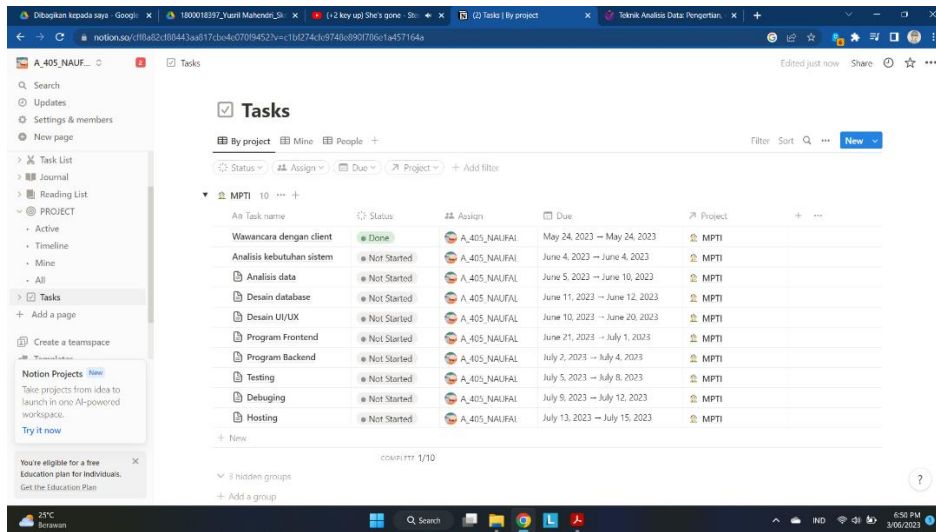 Dibagikan kepada saya - Google
1800018397_Yusril Mahendri_Sk
(+2 key up) She's gone - Ste
(2) Tasks | By project
Teknik Analisis Data: Pengertian,
A_405_NAUF...
2
Tasks
Edited just now Share
Search
Updates
Settings & members
New page
Task List
Journal
Reading List
PROJECT
Active
Timeline
Mine
All
Tasks
Add a page
Create a teamspace
Templates
Notion Projects New
Take projects from idea to
launch in one AI-powered
workspace.
Try it now
You're eligible for a free
Education plan for individuals.
Get the Education Plan
Tasks
By project Mine People
Filter Sort New
Status Assign Due Project + Add filter
MPTI 10
Aa Task name Status Assign Due Project
Wawancara dengan client Done A_405_NAUFAL May 24, 2023 → May 24, 2023 MPTI
Analisis kebutuhan sistem Not Started A_405_NAUFAL June 4, 2023 → June 4, 2023 MPTI
Analisis data Not Started A_405_NAUFAL June 5, 2023 → June 10, 2023 MPTI
Desain database Not Started A_405_NAUFAL June 11, 2023 → June 12, 2023 MPTI
Desain UI/UX Not Started A_405_NAUFAL June 10, 2023 → June 20, 2023 MPTI
Program Frontend Not Started A_405_NAUFAL June 21, 2023 → July 1, 2023 MPTI
Program Backend Not Started A_405_NAUFAL July 2, 2023 → July 4, 2023 MPTI
Testing Not Started A_405_NAUFAL July 5, 2023 → July 8, 2023 MPTI
Debuging Not Started A_405_NAUFAL July 9, 2023 → July 12, 2023 MPTI
Hosting Not Started A_405_NAUFAL July 13, 2023 → July 15, 2023 MPTI
+ New
COMPLETE 1/10
3 hidden groups
+ Add a group
?
25°C
Berawan
Search
IND
6:50 PM
3/06/2023